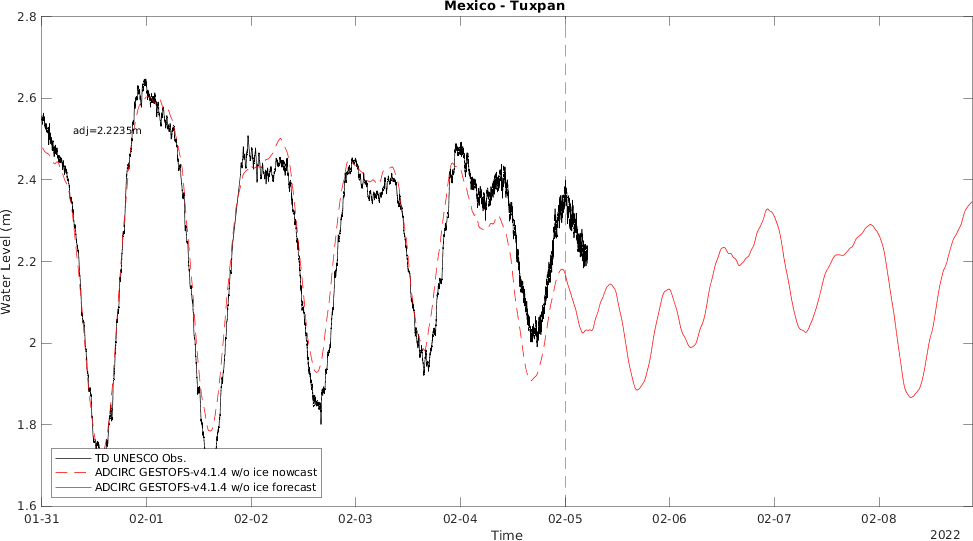 Mexico - Tuxpan
2.8
2.6
2.4
2.2
2
1.8
1.6
Water Level (m)
adj=2.2235m
TD UNESCO Obs.
ADCIRC GESTOFS-v4.1.4 w/o ice nowcast
ADCIRC GESTOFS-v4.1.4 w/o ice forecast
01-31 02-01 02-02 02-03 02-04 02-05 02-06 02-07 02-08
Time
2022